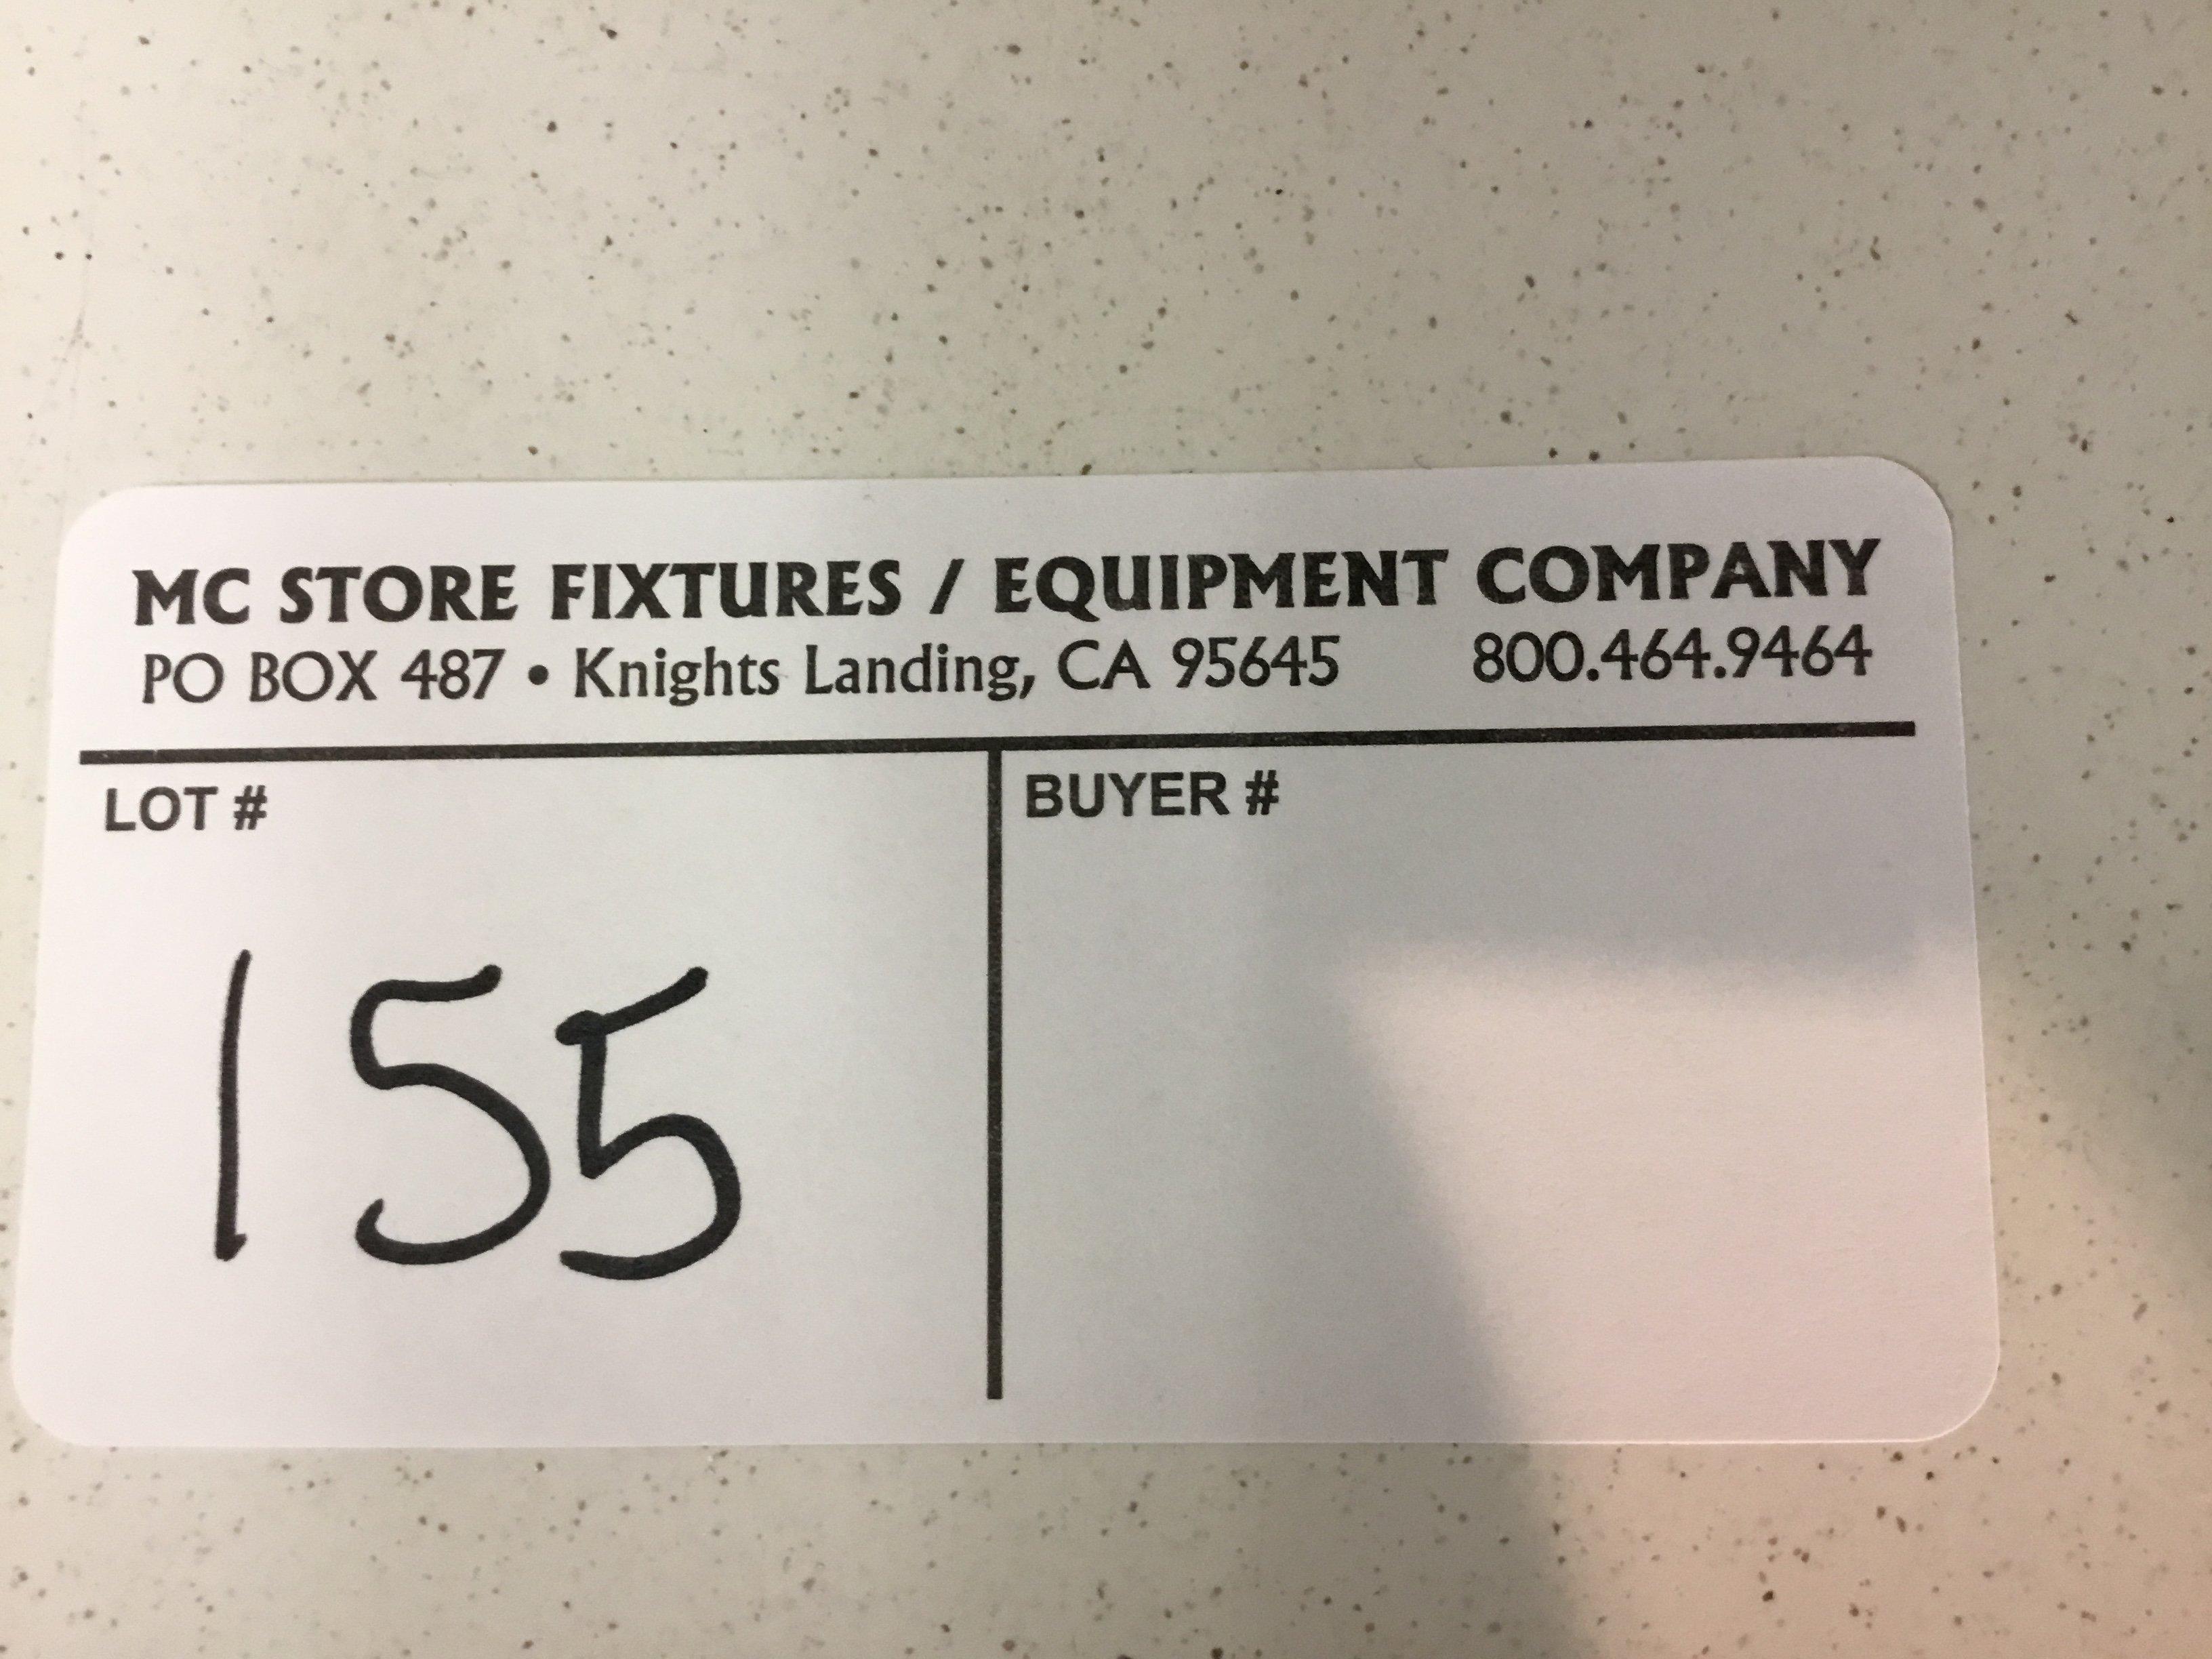 MC STORE FIXTURES / EQUIPMENT COMPANY
PO BOX 487 • Knights Landing, CA 95645 800.464.9464
LOT # BUYER #
155